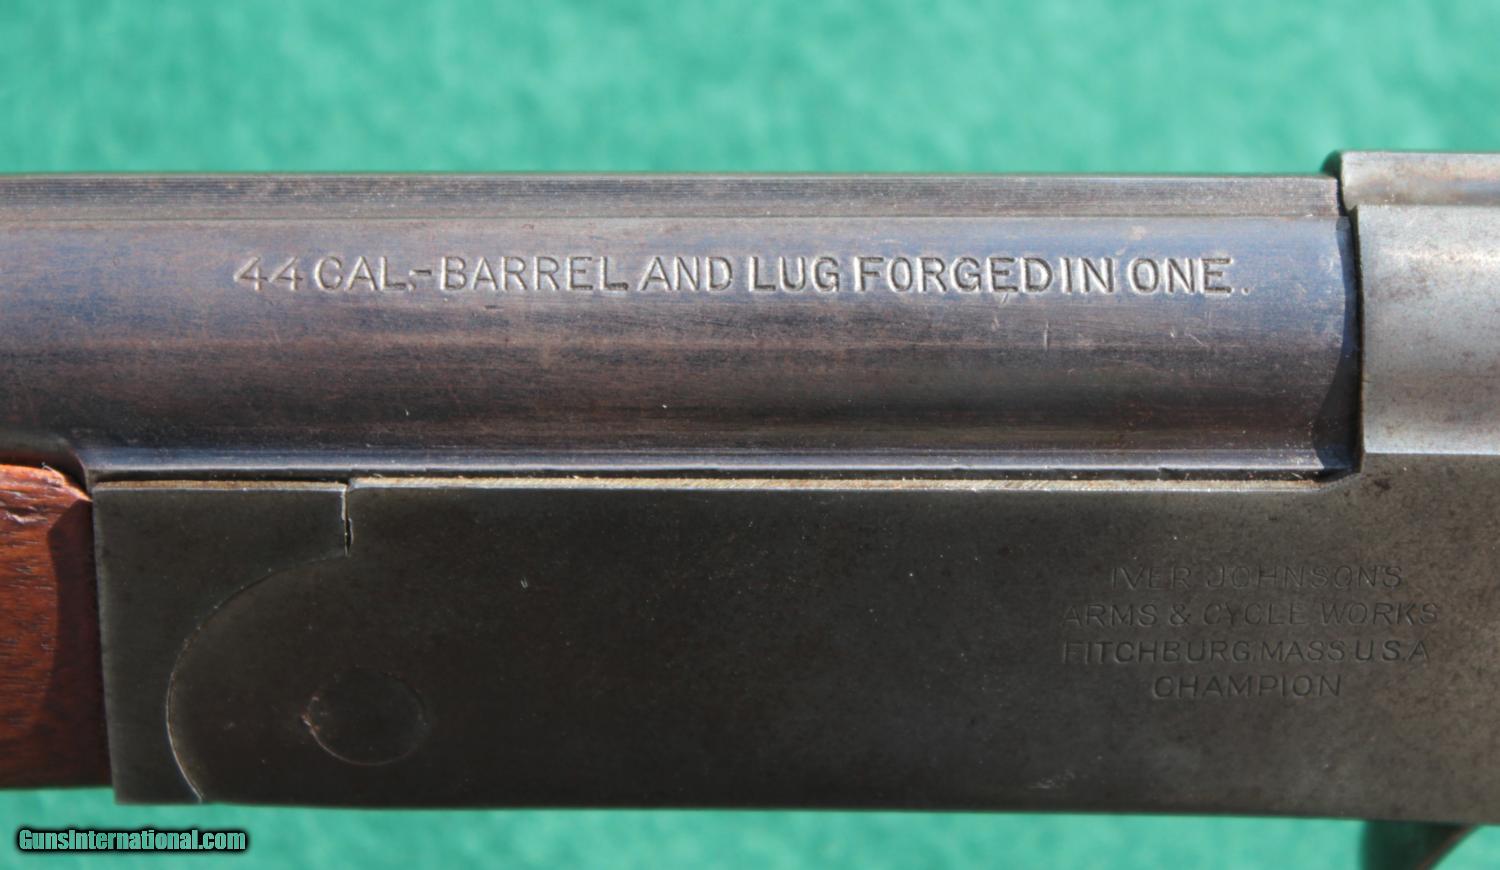 44 CAL.-BARREL AND LUG FORGED IN ONE.
IVER JOHNSON'S
ARMS & CYCLE WORKS
FITCHBURG, MASS U.S.A
CHAMPION
GunsInternational.com